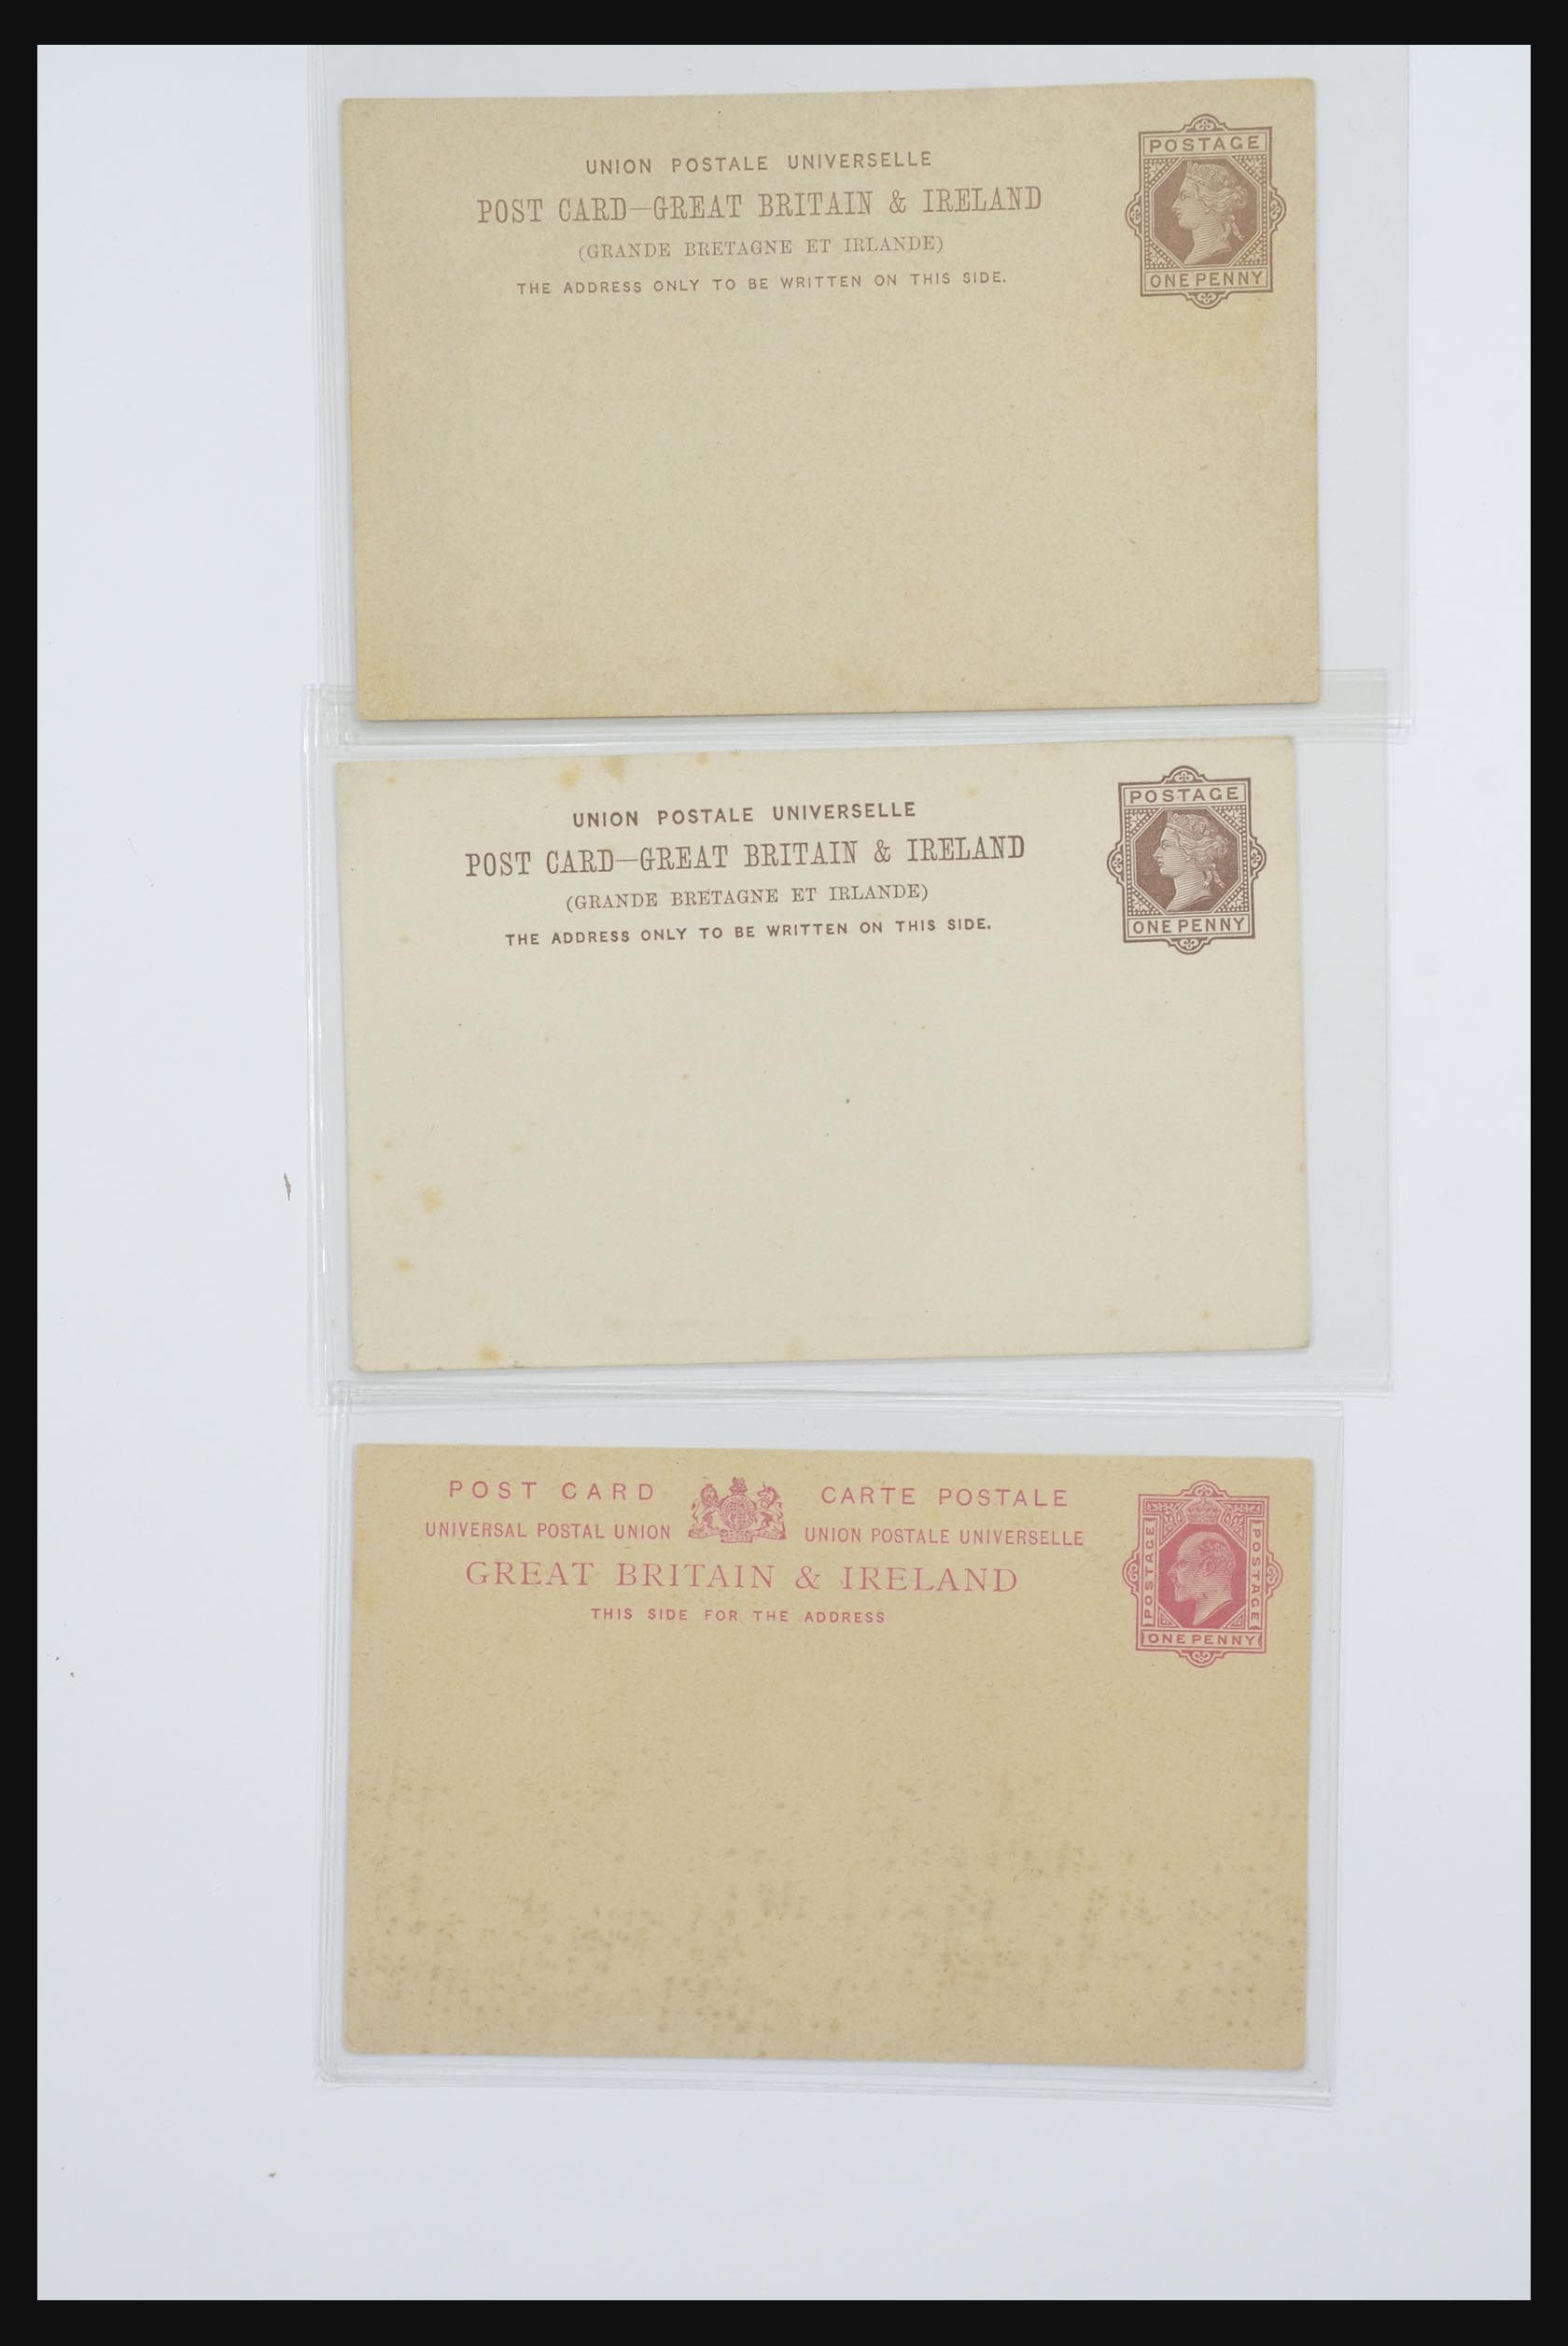 UNION POSTALE UNIVERSELLE
POST CARD—GREAT BRITAIN & IRELAND
(GRANDE BRETAGNE ET IRLANDE)
THE ADDRESS ONLY TO BE WRITTEN ON THIS SIDE.
POSTAGE
ONE PENNY
UNION POSTALE UNIVERSELLE
POST CARD—GREAT BRITAIN & IRELAND
(GRANDE BRETAGNE ET IRLANDE)
THE ADDRESS ONLY TO BE WRITTEN ON THIS SIDE.
POSTAGE
ONE PENNY
POST CARD CARTE POSTALE
UNIVERSAL POSTAL UNION UNION POSTALE UNIVERSELLE
GREAT BRITAIN & IRELAND
THIS SIDE FOR THE ADDRESS
POSTAGE
POSTAGE
ONE PENNY